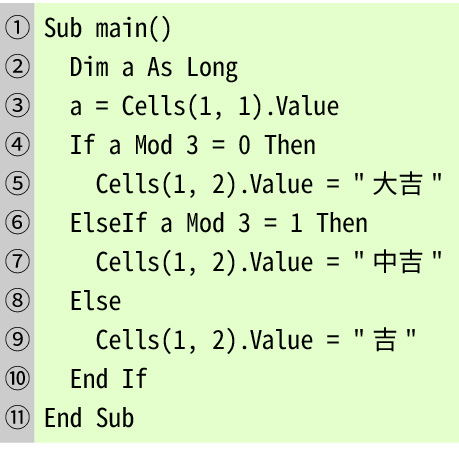 ① Sub main()
② Dim a As Long
③ a = Cells(1, 1).Value
④ If a Mod 3 = 0 Then
⑤ Cells(1, 2).Value = "大吉"
⑥ ElseIf a Mod 3 = 1 Then
⑦ Cells(1, 2).Value = "中吉"
⑧ Else
⑨ Cells(1, 2).Value = "吉"
⑩ End If
⑪ End Sub